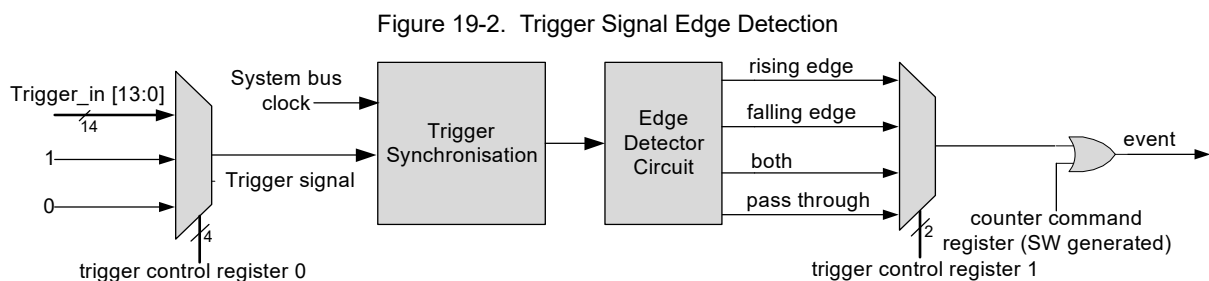 Figure 19-2. Trigger Signal Edge Detection
Trigger_in [13:0]
14
1
0
4
trigger control register 0
Trigger signal
System bus
clock
Trigger
Synchronisation
Edge
Detector
Circuit
rising edge
falling edge
both
pass through
2
trigger control register 1
counter command
register (SW generated)
event